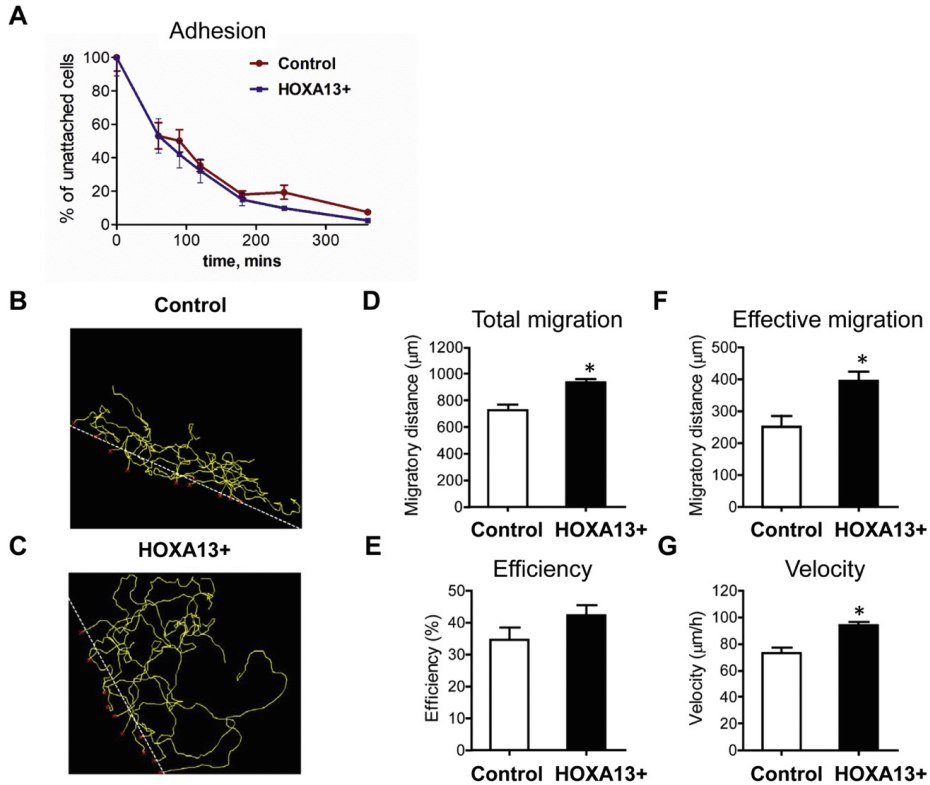 A
Adhesion
% of unattached cells
100
80
60
40
20
0
0
100
200
300
time, mins
Control
HOXA13+
B
Control
C
HOXA13+
D
Total migration
Migratory distance (μm)
1200
1000
800
600
400
200
0
*
Control
HOXA13+
F
Effective migration
Migratory distance (μm)
500
400
300
200
100
0
*
Control
HOXA13+
E
Efficiency
Efficiency (%)
50
40
30
20
10
0
Control
HOXA13+
G
Velocity
Velocity (μm/h)
120
100
80
60
40
20
0
*
Control
HOXA13+